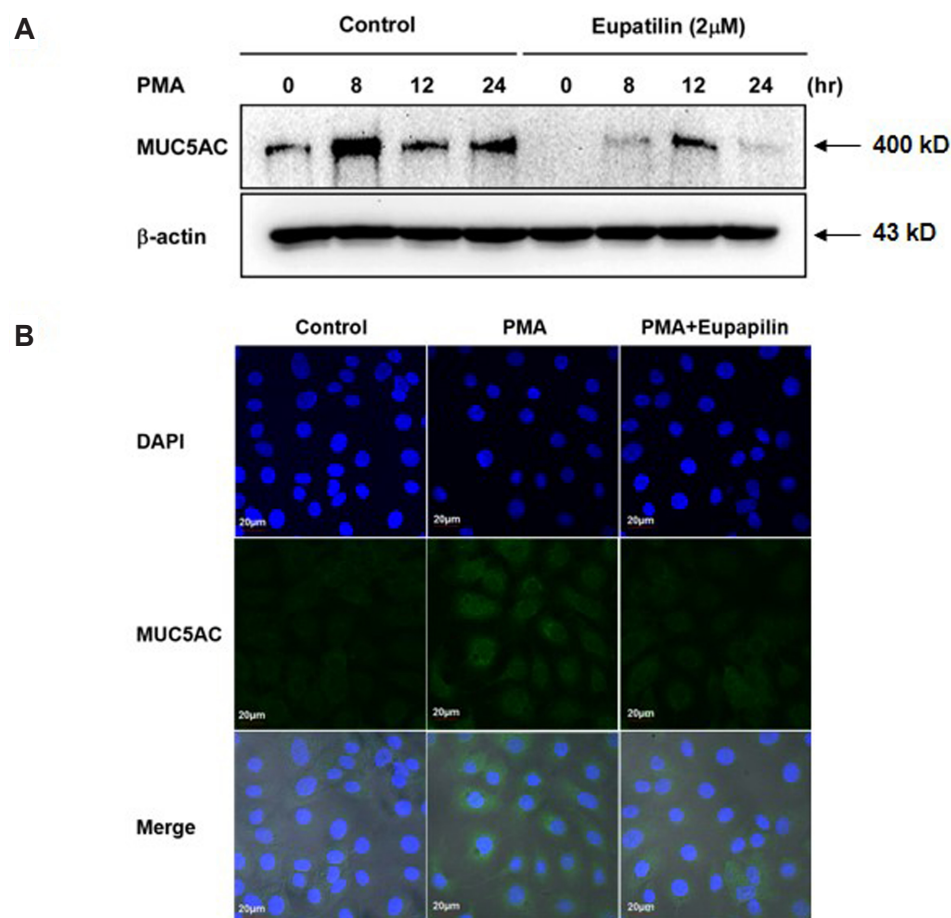 A
Control Eupatilin (2μM)
PMA 0 8 12 24 0 8 12 24 (hr)
MUC5AC 400 kD
β-actin 43 kD
B
Control PMA PMA+Eupapilin
DAPI
20μm 20μm 20μm
MUC5AC
20μm 20μm 20μm
Merge
20μm 20μm 20μm